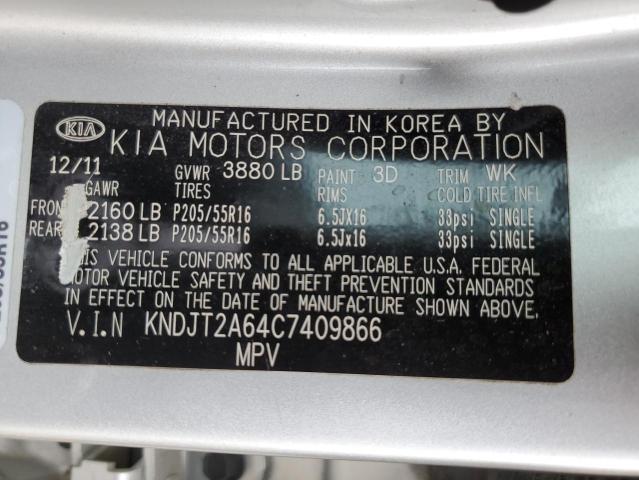 KIA
MANUFACTURED IN KOREA BY
KIA MOTORS CORPORATION
12/11 GVWR 3880 LB PAINT 3D TRIM WK
GAWR TIRES RIMS COLD TIRE INFL
FRON 2160 LB P205/55R16 6.5JX16 33psi SINGLE
REAR 2138 LB P205/55R16 6.5Jx16 33psi SINGLE
THIS VEHICLE CONFORMS TO ALL APPLICABLE U.S.A. FEDERAL
MOTOR VEHICLE SAFETY AND THEFT PREVENTION STANDARDS
IN EFFECT ON THE DATE OF MANUFACTURE SHOWN ABOVE.
V.I.N KNDJT2A64C7409866
MPV